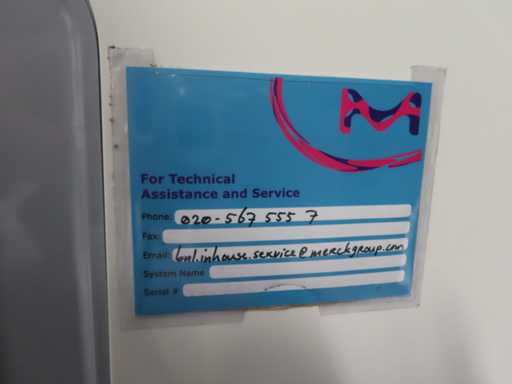 M
For Technical
Assistance and Service
Phone: 020-567 555 7
Fax:
Email: bnl.inhouse.service@merckgroup.com
System Name
Serial #